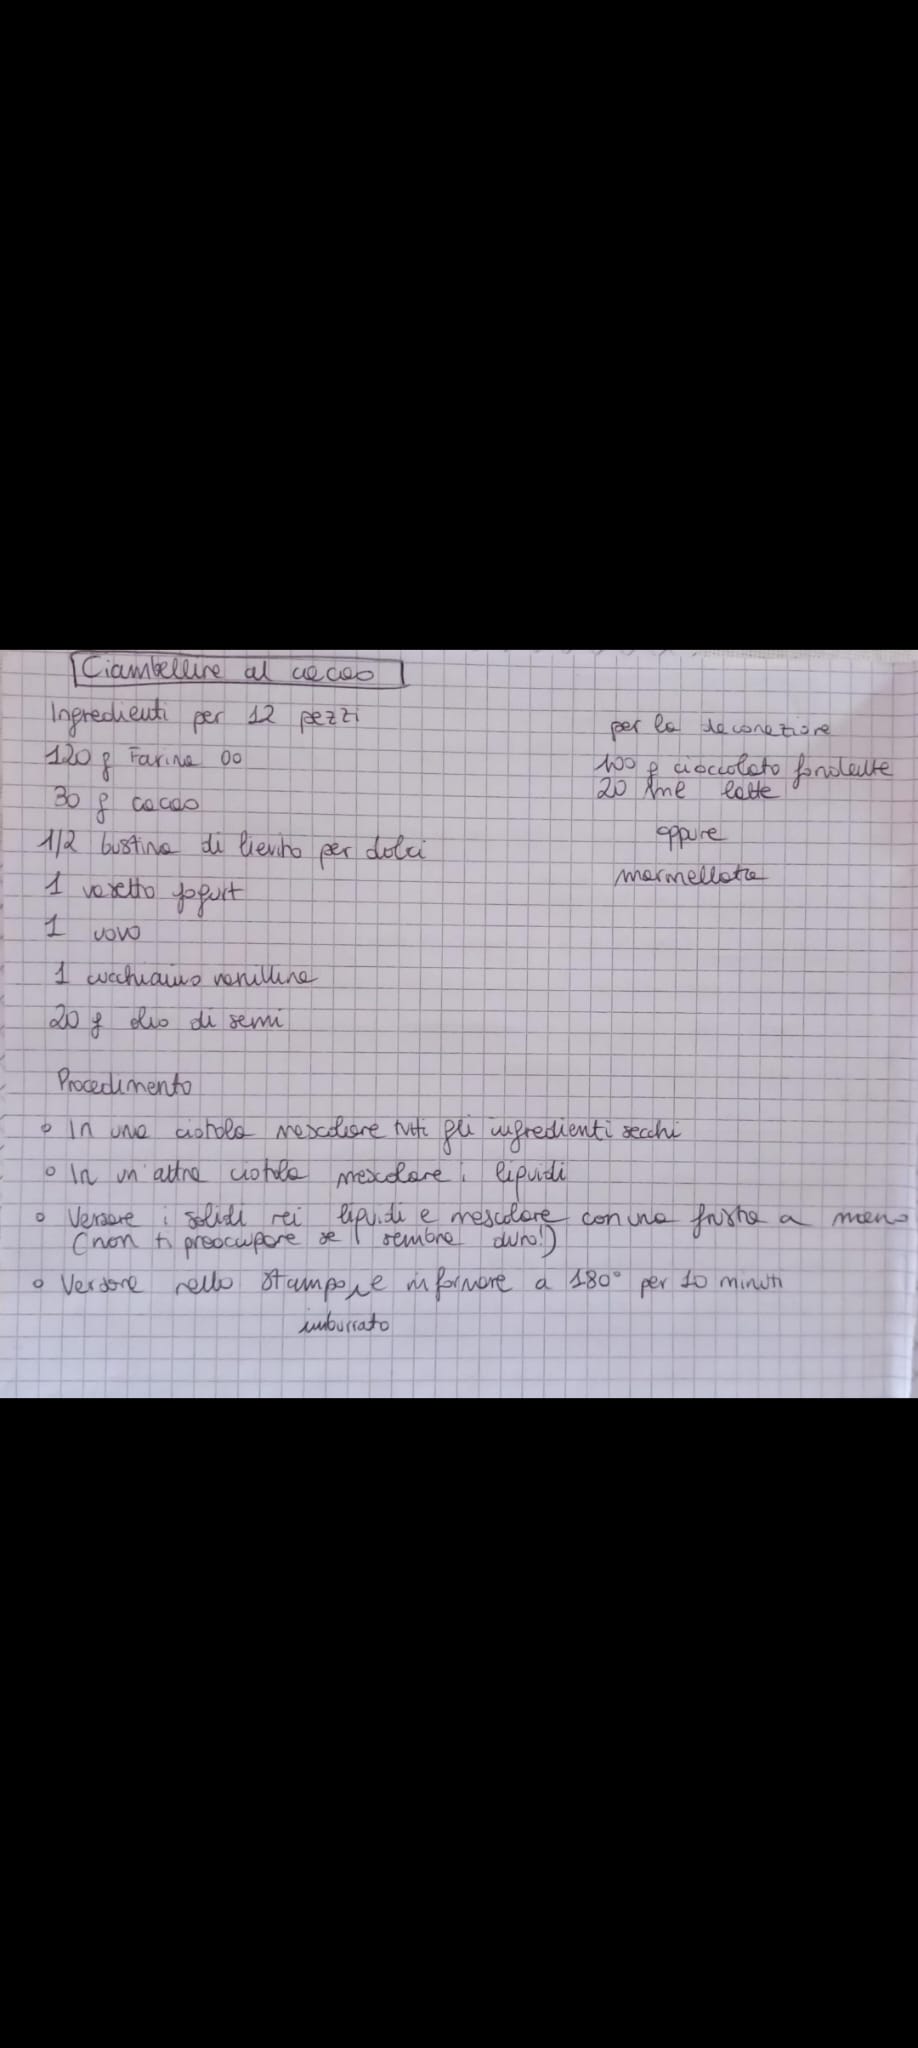 Ciambelline al cacao
Ingredienti per 12 pezzi
120 g Farina 00
30 g cacao
1/2 bustina di lievito per dolci
1 vasetto yogurt
1 uovo
1 cucchiaino vanillina
20 g olio di semi
per la decorazione
100 g cioccolato fondente
20 ml latte
oppure
marmellata
Procedimento
o In una ciotola mescolare tutti gli ingredienti secchi
o In un'altra ciotola mescolare i liquidi
o Versare i solidi nei liquidi e mescolare con una frusta a mano
(non ti preoccupare se sembra duro!)
o Versare nello stampo e infornare a 180° per 10 minuti
imburrato